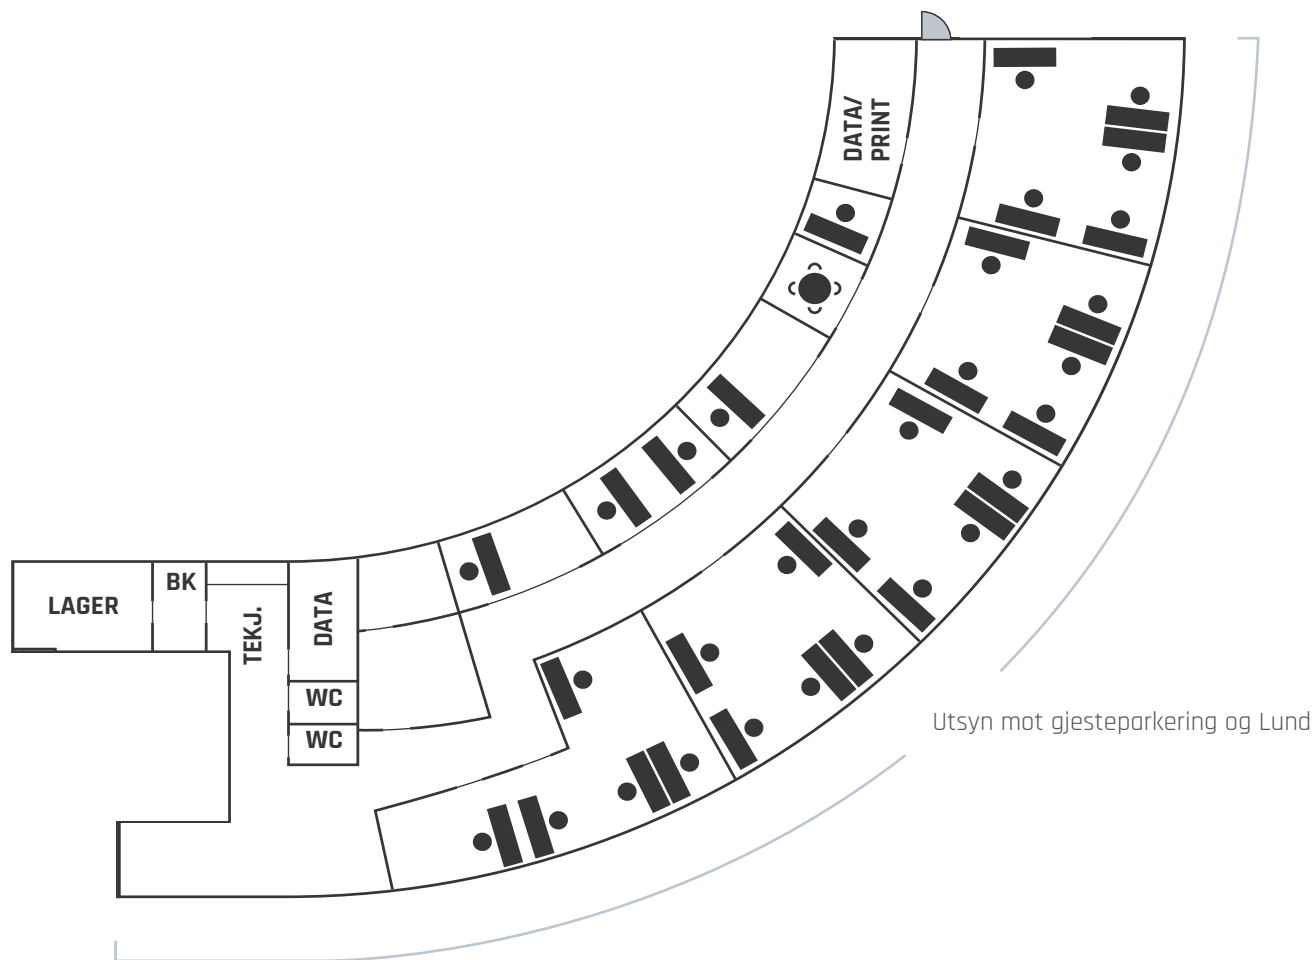 DATA/
PRINT
LAGER
BK
TEKJ.
DATA
WC
WC
Utsyn mot gjesteparkering og Lund